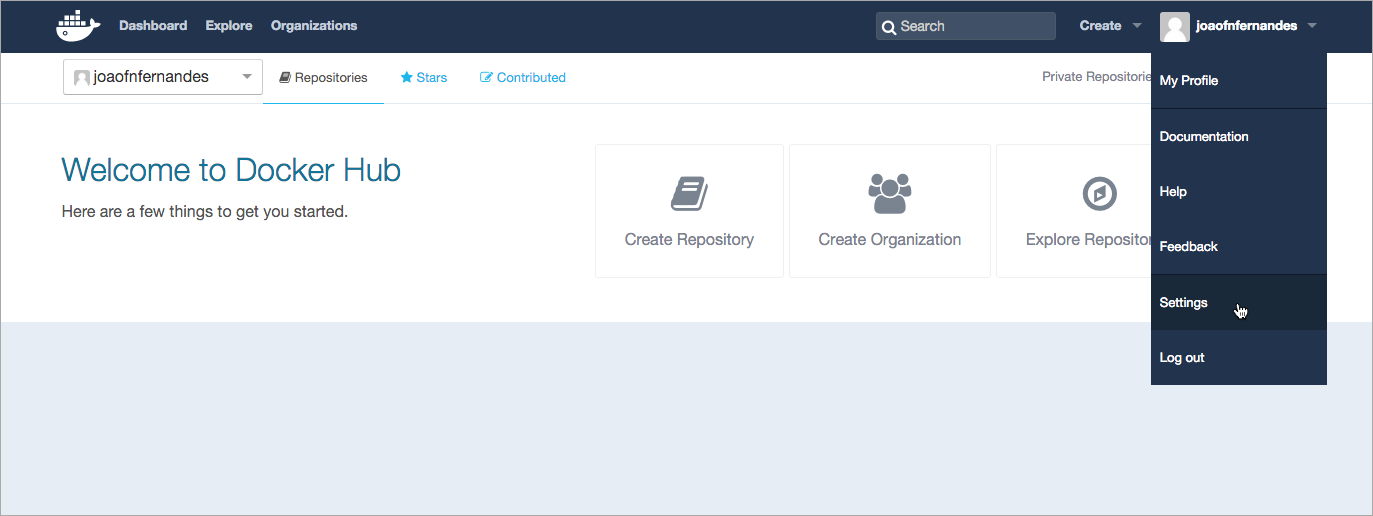 Dashboard Explore Organizations Search Create joaofnfernandes
joaofnfernandes Repositories Stars Contributed Private Repositorie
My Profile
Documentation
Help
Feedback
Settings
Log out
Welcome to Docker Hub
Here are a few things to get you started.
Create Repository Create Organization Explore Repositor